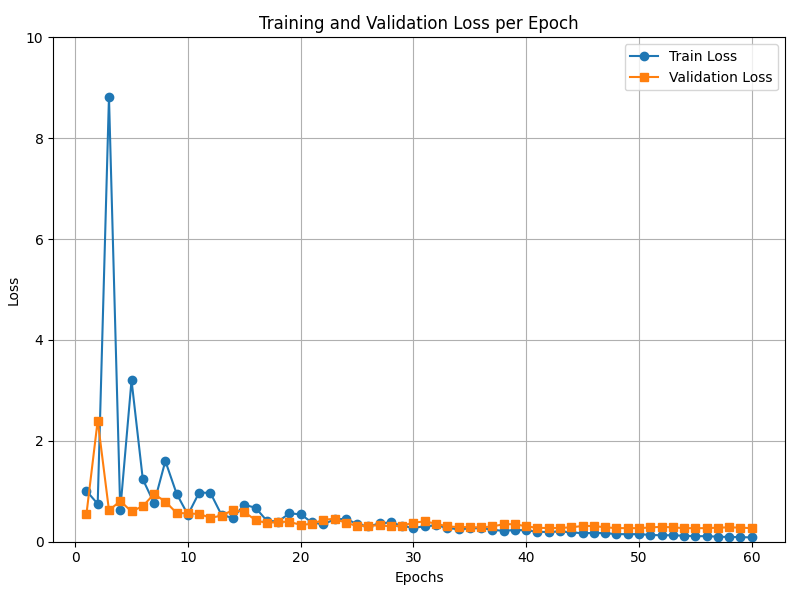 Training and Validation Loss per Epoch
Train Loss
Validation Loss
10
8
6
4
2
0
Loss
0 10 20 30 40 50 60
Epochs